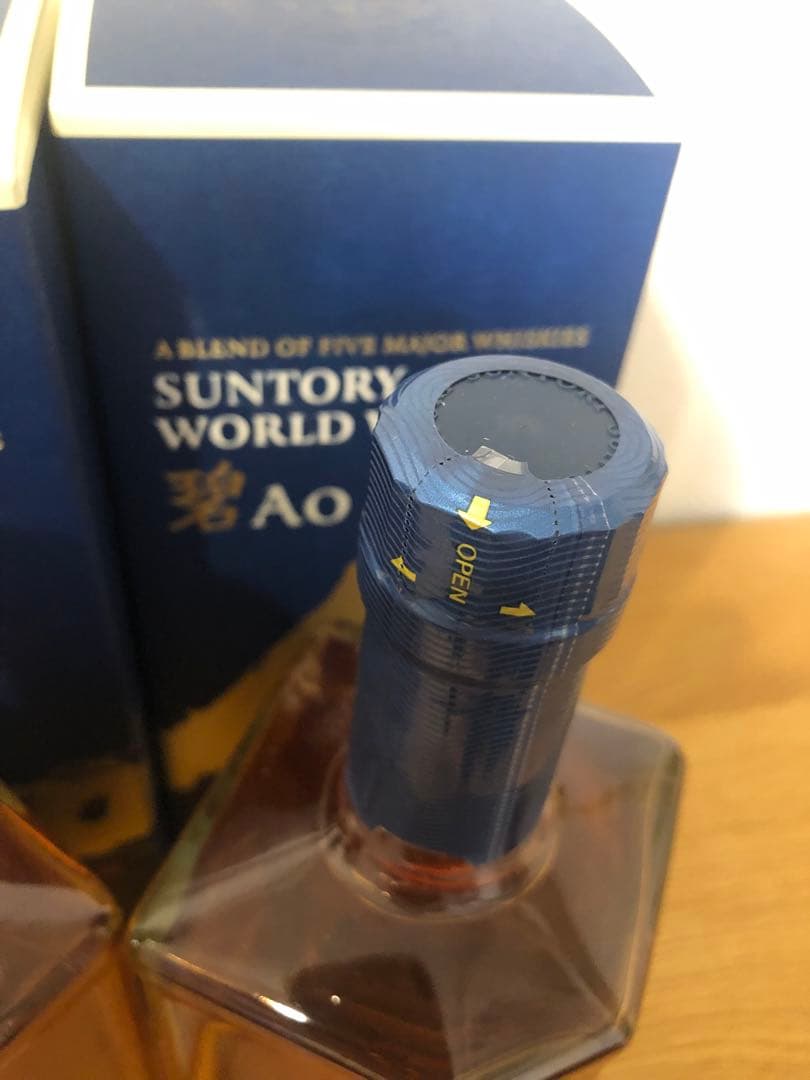 A BLEND OF FIVE MAJOR WHISKIES
SUNTORY
WORLD
碧 AO
OPEN